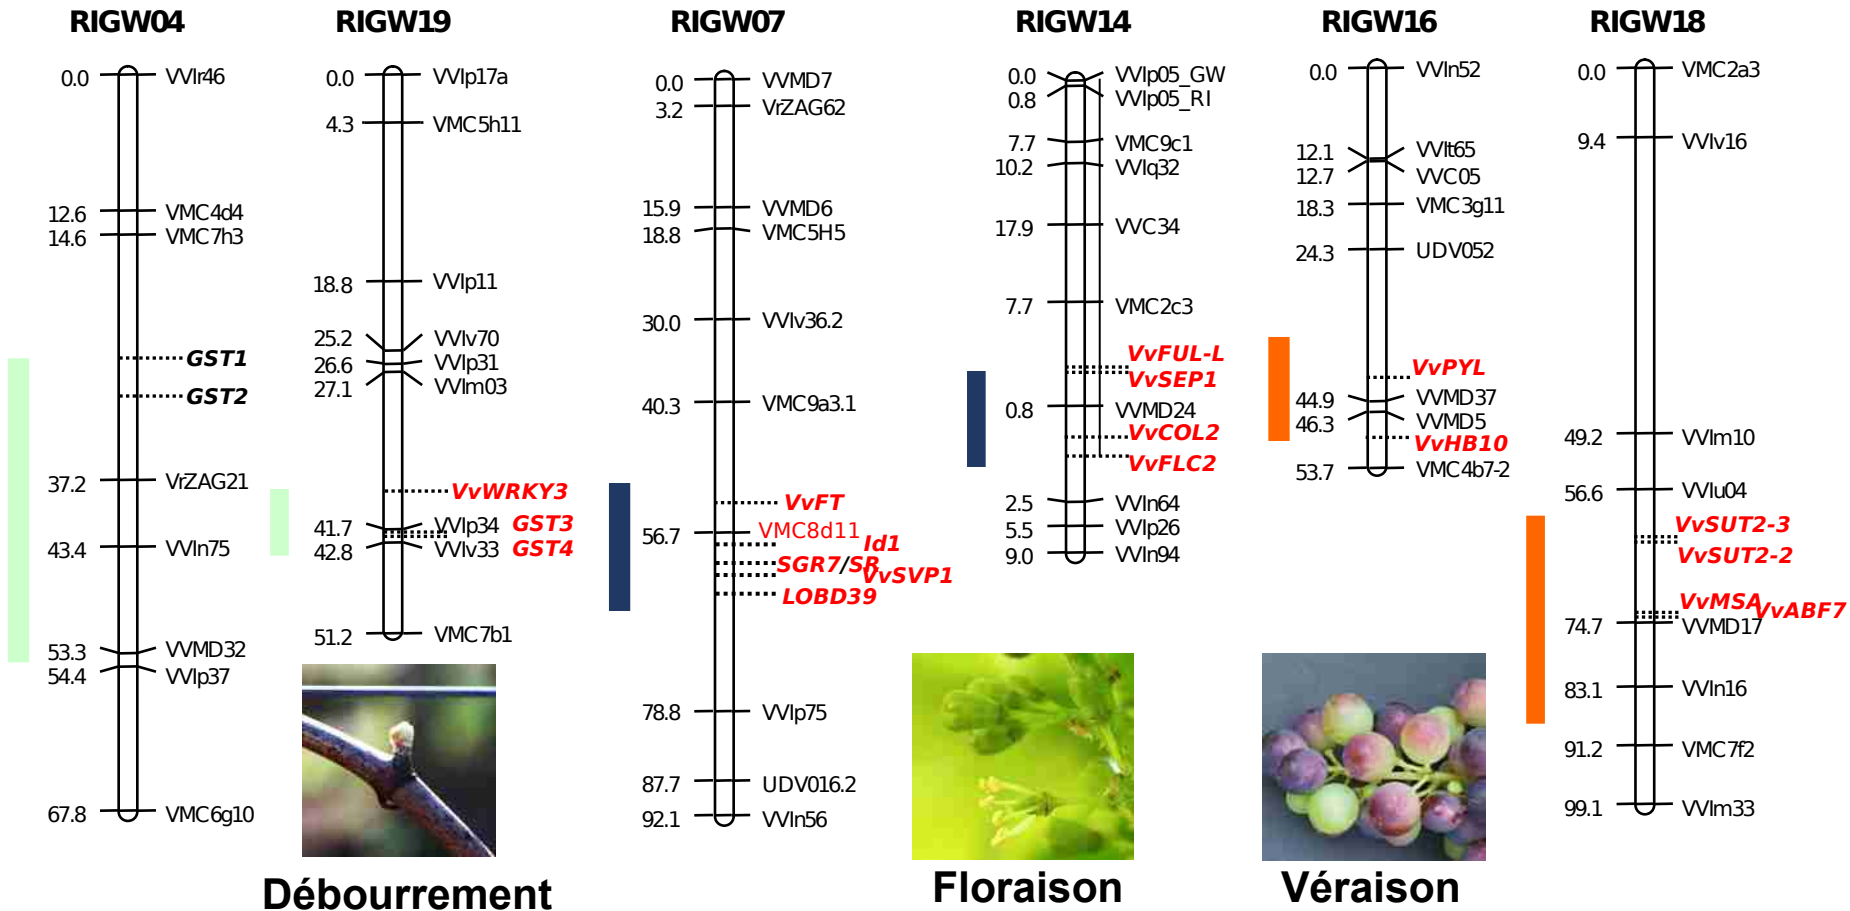 RIGW04
0.0 VVIr46
12.6 VMC4d4
14.6 VMC7h3
GST1
GST2
37.2 VrZAG21
43.4 VVIn75
53.3 VVMD32
54.4 VVIp37
67.8 VMC6g10
RIGW19
0.0 VVIp17a
4.3 VMC5h11
18.8 VVIp11
25.2 VVIv70
26.6 VVIp31
27.1 VVIm03
VvWRKY3
41.7 VVIp34 GST3
42.8 VVIv33 GST4
51.2 VMC7b1
Débourrement
RIGW07
0.0 VVMD7
3.2 VrZAG62
15.9 VVMD6
18.8 VMC5H5
30.0 VVIv36.2
40.3 VMC9a3.1
VvFT
56.7 VMC8d11
Id1
SGR7/SR
VvSVP1
LOBD39
78.8 VVIp75
87.7 UDV016.2
92.1 VVIn56
RIGW14
0.0 VVIp05_GW
0.8 VVIp05_RI
7.7 VMC9c1
10.2 VVIq32
17.9 VVC34
7.7 VMC2c3
VvFUL-L
VvSEP1
0.8 VVMD24
VvCOL2
VvFLC2
2.5 VVIn64
5.5 VVIp26
9.0 VVIn94
Floraison
RIGW16
0.0 VVIn52
12.1 VVIt65
12.7 VVC05
18.3 VMC3g11
24.3 UDV052
VvPYL
44.9 VVMD37
46.3 VVMD5
VvHB10
53.7 VMC4b7-2
Véraison
RIGW18
0.0 VMC2a3
9.4 VVIv16
49.2 VVIm10
56.6 VVIu04
VvSUT2-3
VvSUT2-2
VvMSA
VvABF7
74.7 VVMD17
83.1 VVIn16
91.2 VMC7f2
99.1 VVIm33